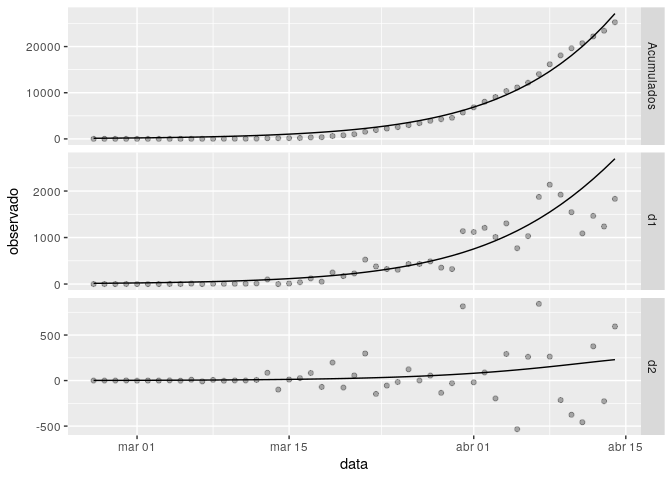 20000
10000
0
Acumulados
2000
1000
0
d1
observado
500
0
-500
d2
mar 01
mar 15
abr 01
abr 15
data